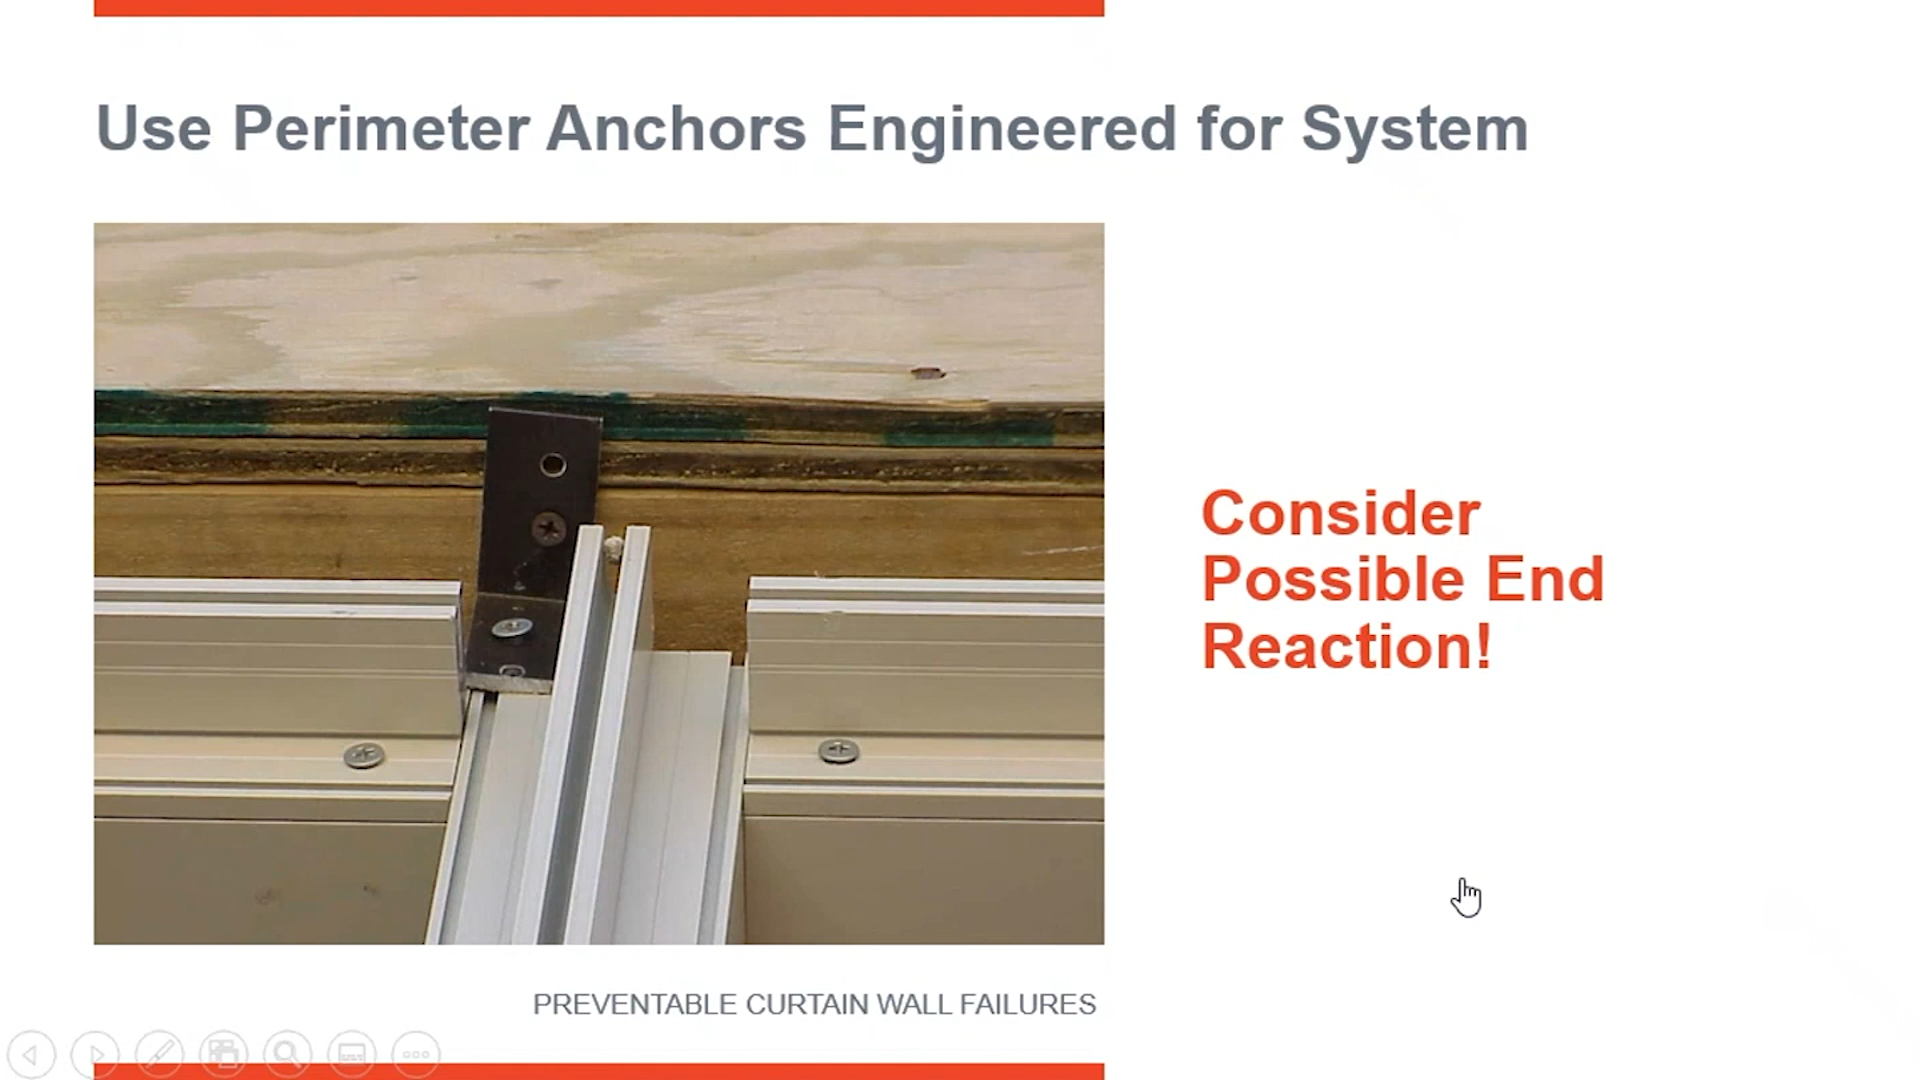 Use Perimeter Anchors Engineered for System
Consider
Possible End
Reaction!
PREVENTABLE CURTAIN WALL FAILURES